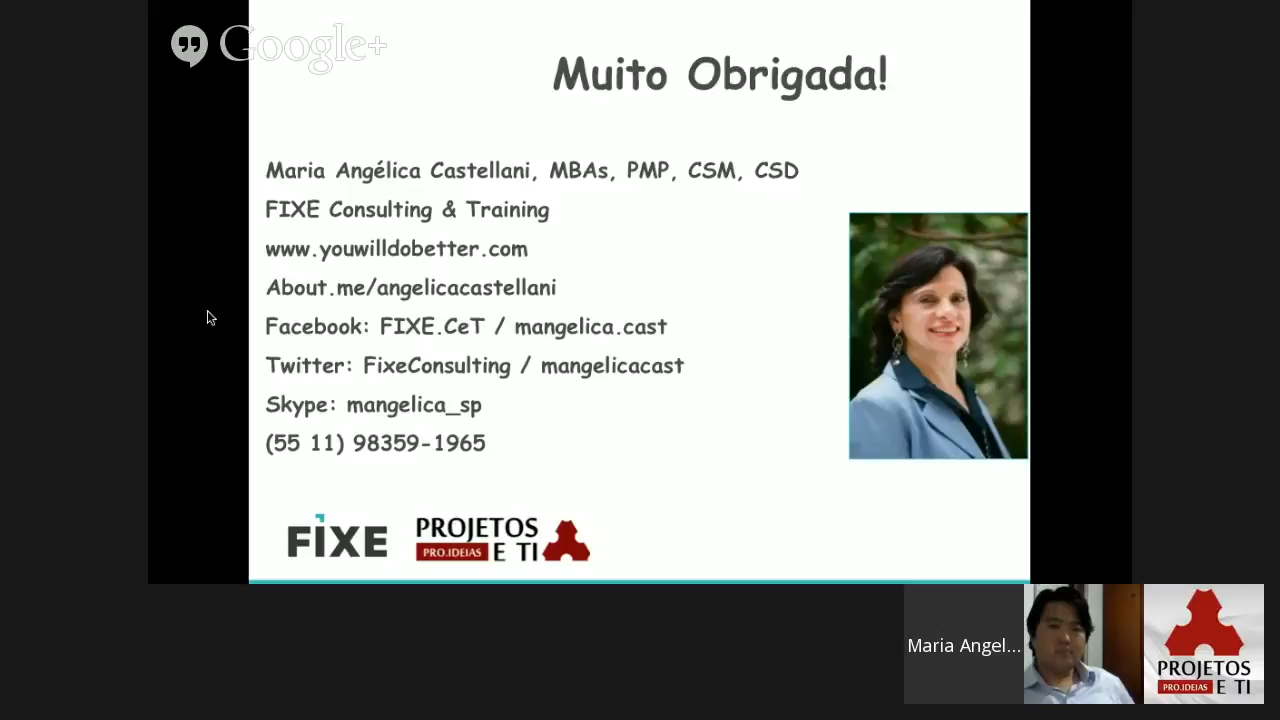 Google+
Muito Obrigada!
Maria Angélica Castellani, MBAs, PMP, CSM, CSD
FIXE Consulting & Training
www.youwilldobetter.com
About.me/angelicacastellani
Facebook: FIXE.CeT / mangelica.cast
Twitter: FixeConsulting / mangelicacast
Skype: mangelica_sp
(55 11) 98359-1965
FIXE
PROJETOS
PRO.IDEIAS E TI
Maria Angel...
PROJETOS
PRO.IDEIAS E TI